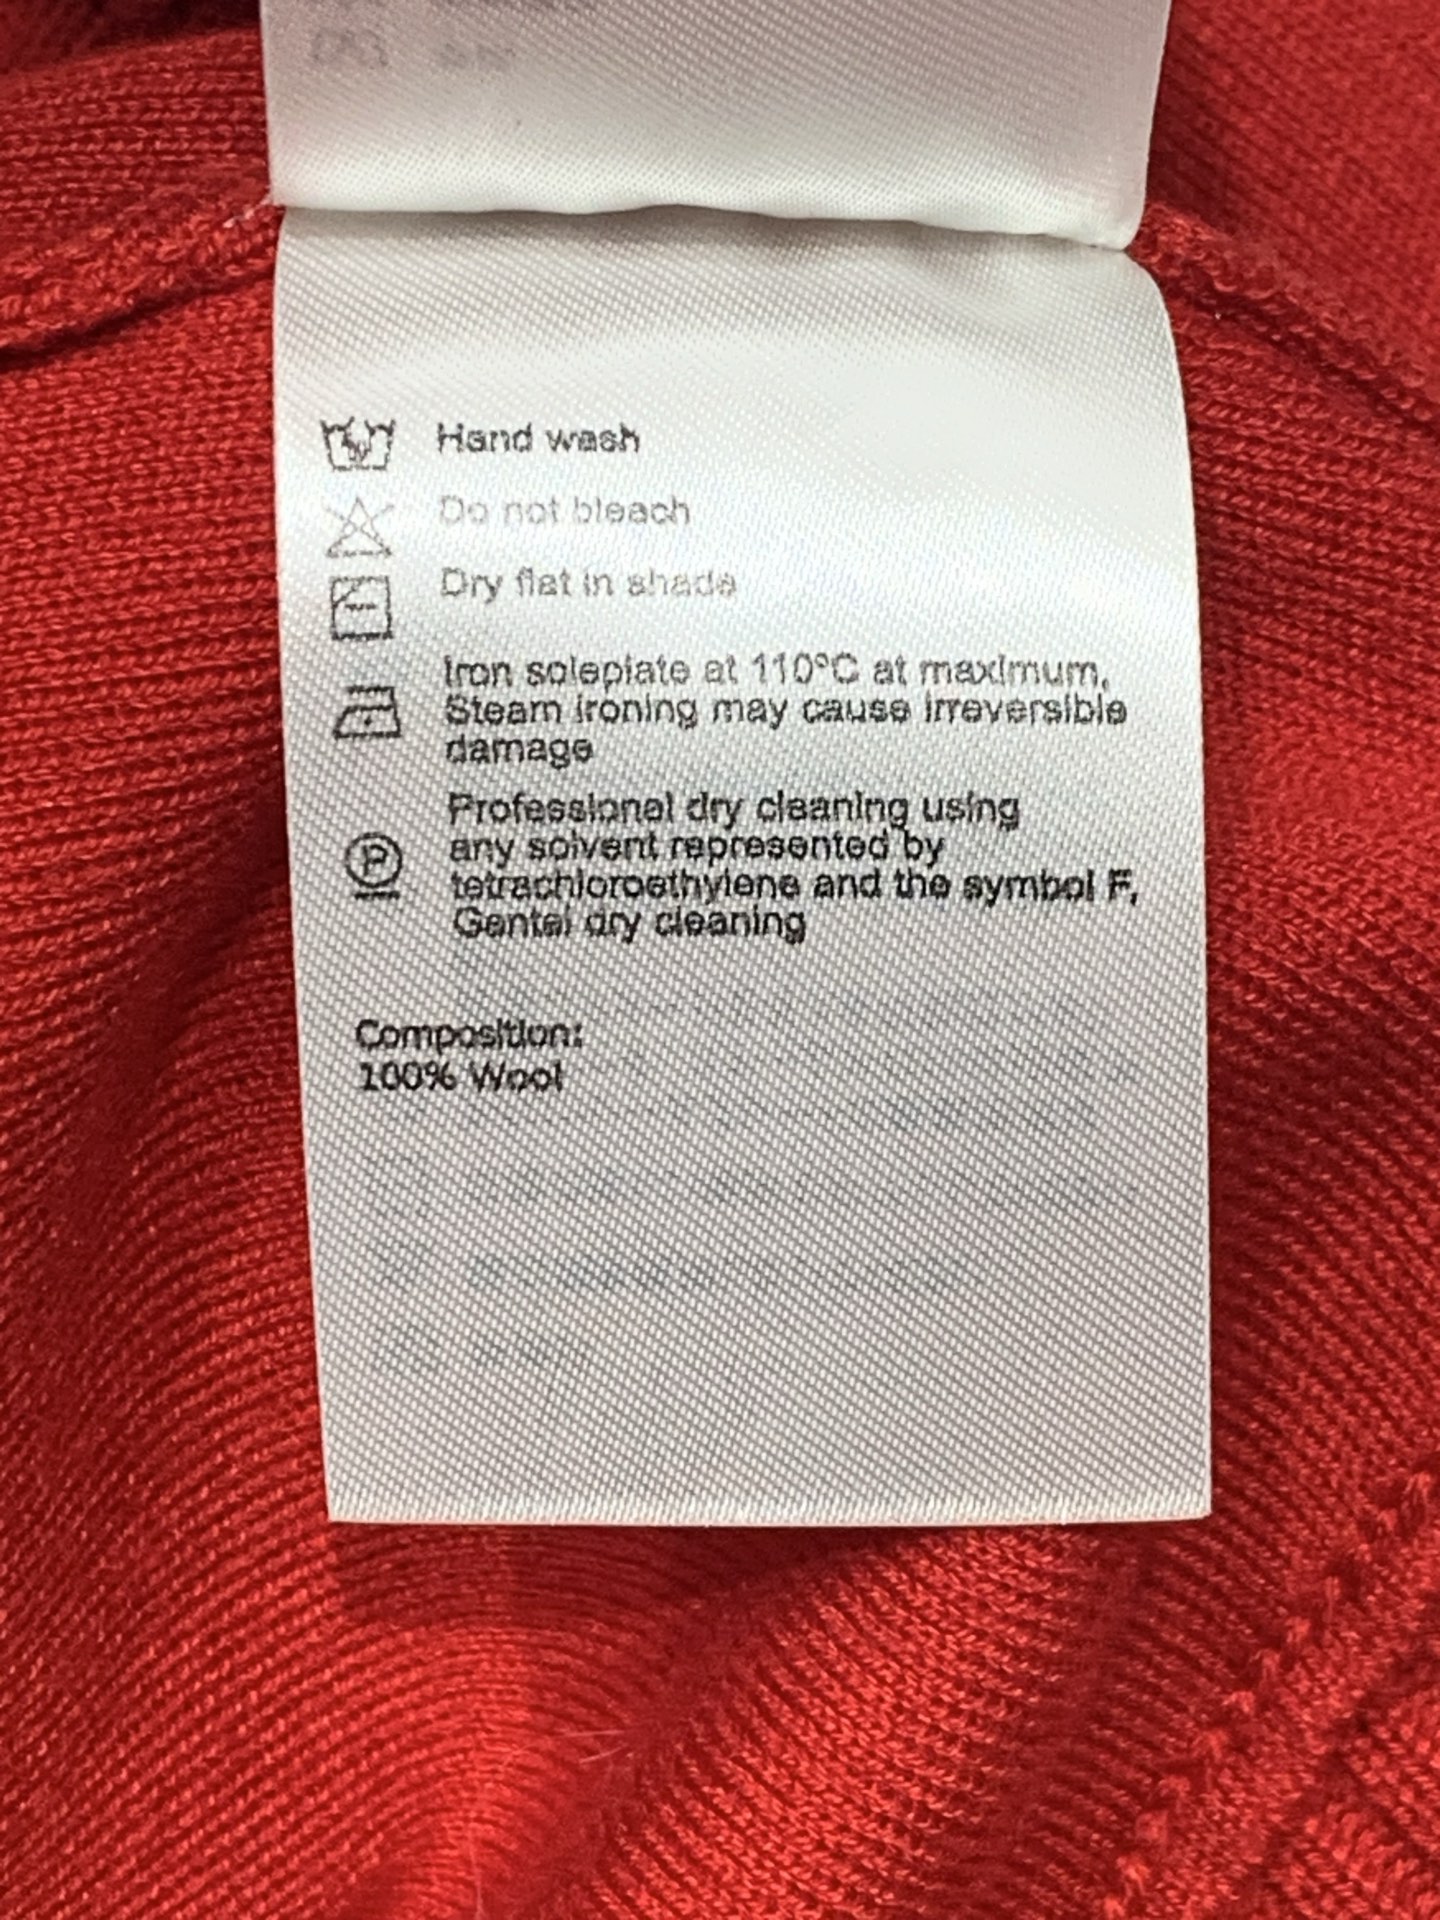 Hand wash
Do not bleach
Dry flat in shade
Iron soleplate at 110°C at maximum,
Steam ironing may cause irreversible
damage
P
Professional dry cleaning using
any solvent represented by
tetrachloroethylene and the symbol F,
Gentel dry cleaning
Composition:
100% Wool